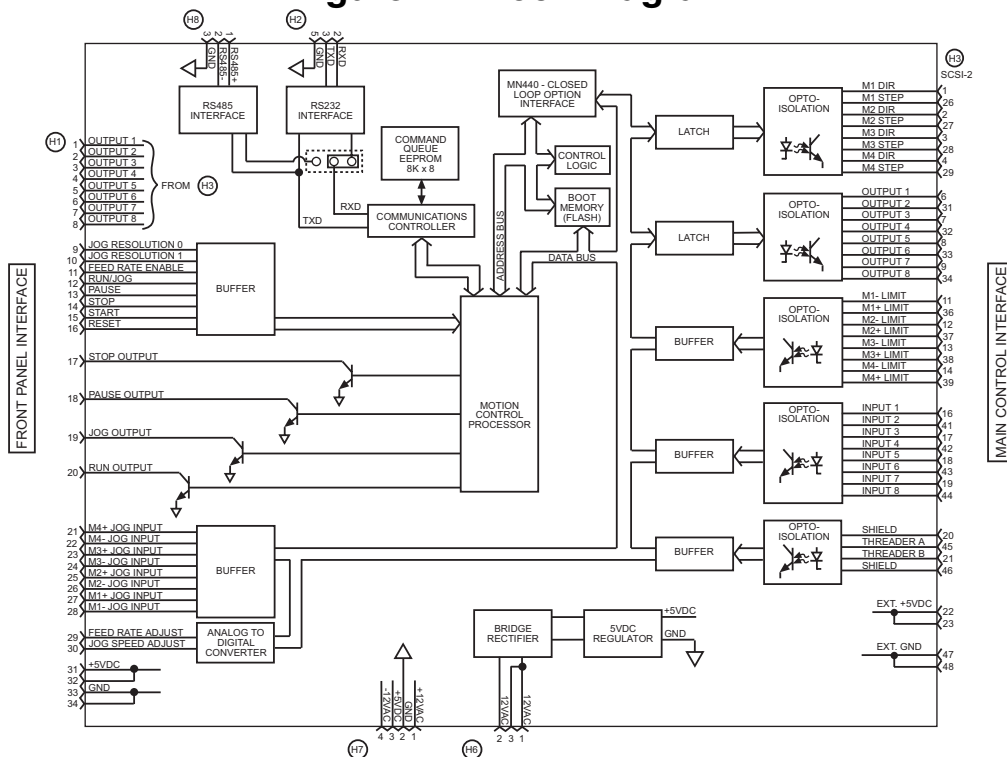 H8
3 2 1
GND
RS485-
RS485+
H2
5 3 2
GND
TXD
RXD
H3
SCSI-2
RS485
INTERFACE
RS232
INTERFACE
MN440 - CLOSED
LOOP OPTION
INTERFACE
COMMAND
QUEUE
EEPROM
8K x 8
CONTROL
LOGIC
BOOT
MEMORY
(FLASH)
RXD
TXD
COMMUNICATIONS
CONTROLLER
ADDRESS BUS
DATA BUS
H1
1 OUTPUT 1
2 OUTPUT 2
3 OUTPUT 3
4 OUTPUT 4
5 OUTPUT 5
6 OUTPUT 6
7 OUTPUT 7
8 OUTPUT 8
FROM H3
9 JOG RESOLUTION 0
10 JOG RESOLUTION 1
11 FEED RATE ENABLE
12 RUN/JOG
13 PAUSE
14 STOP
15 START
16 RESET
BUFFER
17 STOP OUTPUT
18 PAUSE OUTPUT
19 JOG OUTPUT
20 RUN OUTPUT
MOTION
CONTROL
PROCESSOR
21 M4+ JOG INPUT
22 M4- JOG INPUT
23 M3+ JOG INPUT
24 M3- JOG INPUT
25 M2+ JOG INPUT
26 M2- JOG INPUT
27 M1+ JOG INPUT
28 M1- JOG INPUT
BUFFER
29 FEED RATE ADJUST
30 JOG SPEED ADJUST
ANALOG TO
DIGITAL
CONVERTER
31 +5VDC
32
33 GND
34
FRONT PANEL INTERFACE
LATCH
OPTO-
ISOLATION
M1 DIR 1
M1 STEP 26
M2 DIR 2
M2 STEP 27
M3 DIR 3
M3 STEP 28
M4 DIR 4
M4 STEP 29
LATCH
OPTO-
ISOLATION
OUTPUT 1 6
OUTPUT 2 31
OUTPUT 3 7
OUTPUT 4 32
OUTPUT 5 8
OUTPUT 6 33
OUTPUT 7 9
OUTPUT 8 34
BUFFER
OPTO-
ISOLATION
M1- LIMIT 11
M1+ LIMIT 36
M2- LIMIT 12
M2+ LIMIT 37
M3- LIMIT 13
M3+ LIMIT 38
M4- LIMIT 14
M4+ LIMIT 39
BUFFER
OPTO-
ISOLATION
INPUT 1 16
INPUT 2 41
INPUT 3 17
INPUT 4 42
INPUT 5 18
INPUT 6 43
INPUT 7 19
INPUT 8 44
BUFFER
OPTO-
ISOLATION
SHIELD 20
THREADER A 45
THREADER B 21
SHIELD 46
EXT. +5VDC 22
23
EXT. GND 47
48
MAIN CONTROL INTERFACE
BRIDGE
RECTIFIER
5VDC
REGULATOR
+5VDC
GND
-12VAC
+5VDC
GND
+12VAC
4 3 2 1
H7
12VAC
12VAC
2 3 1
H6